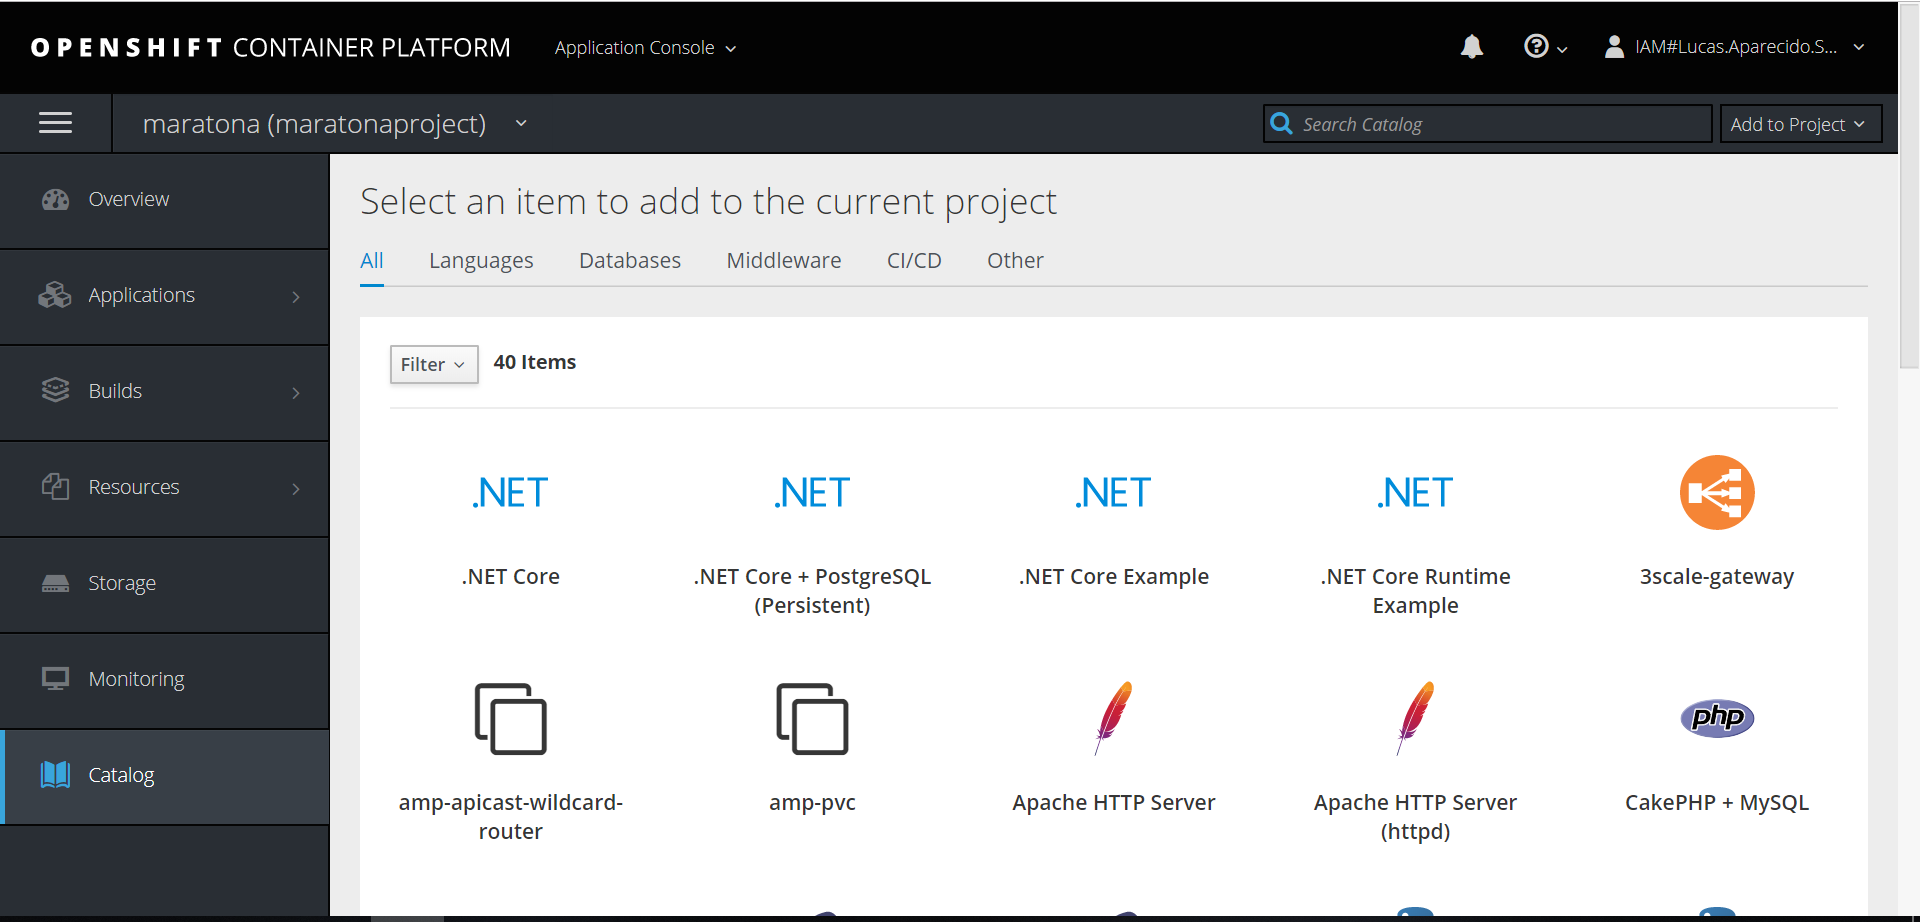 OPENSHIFT CONTAINER PLATFORM
Application Console
IAM#Lucas.Aparecido.S...
maratona (maratonaproject)
Search Catalog
Add to Project
Overview
Applications
Builds
Resources
Storage
Monitoring
Catalog
Select an item to add to the current project
All Languages Databases Middleware CI/CD Other
Filter
40 Items
.NET
.NET
.NET
.NET
.NET Core
.NET Core + PostgreSQL
(Persistent)
.NET Core Example
.NET Core Runtime
Example
3scale-gateway
php
amp-apicast-wildcard-
router
amp-pvc
Apache HTTP Server
Apache HTTP Server
(httpd)
CakePHP + MySQL